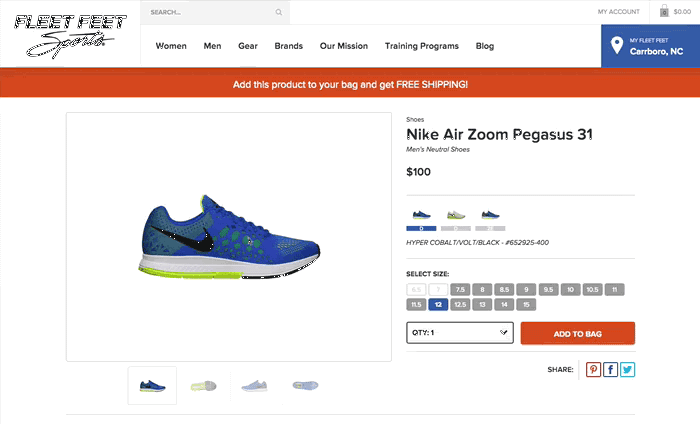 FLEET FEET
Sports
SEARCH...
MY ACCOUNT
0
$0.00
Women
Men
Gear
Brands
Our Mission
Training Programs
Blog
MY FLEET FEET
Carrboro, NC
Add this product to your bag and get FREE SHIPPING!
Shoes
Nike Air Zoom Pegasus 31
Men's Neutral Shoes
$100
D
D
D
HYPER COBALT/VOLT/BLACK - #652925-400
SELECT SIZE:
6.5 7 7.5 8 8.5 9 9.5 10 10.5 11
11.5 12 12.5 13 14 15
QTY: 1
ADD TO BAG
SHARE: